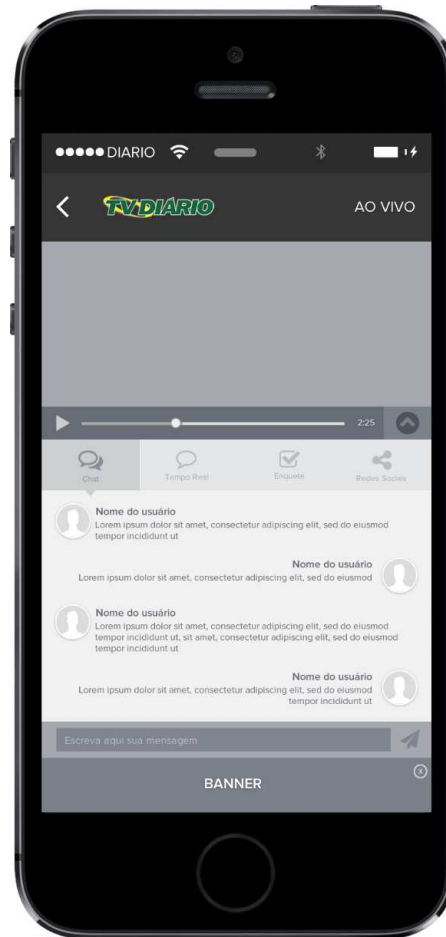 DIARIO
TV DIÁRIO
AO VIVO
2:25
Chat
Tempo Real
Enquete
Redes Sociais
Nome do usuário
Lorem ipsum dolor sit amet, consectetur adipiscing elit, sed do eiusmod
tempor incididunt ut
Nome do usuário
Lorem ipsum dolor sit amet, consectetur adipiscing elit, sed do eiusmod
Nome do usuário
Lorem ipsum dolor sit amet, consectetur adipiscing elit, sed do eiusmod
tempor incididunt ut, sit amet, consectetur adipiscing elit, sed do eiusmod
tempor incididunt ut
Nome do usuário
Lorem ipsum dolor sit amet, consectetur adipiscing elit, sed do eiusmod
tempor incididunt ut
Escreva aqui sua mensagem
BANNER
x